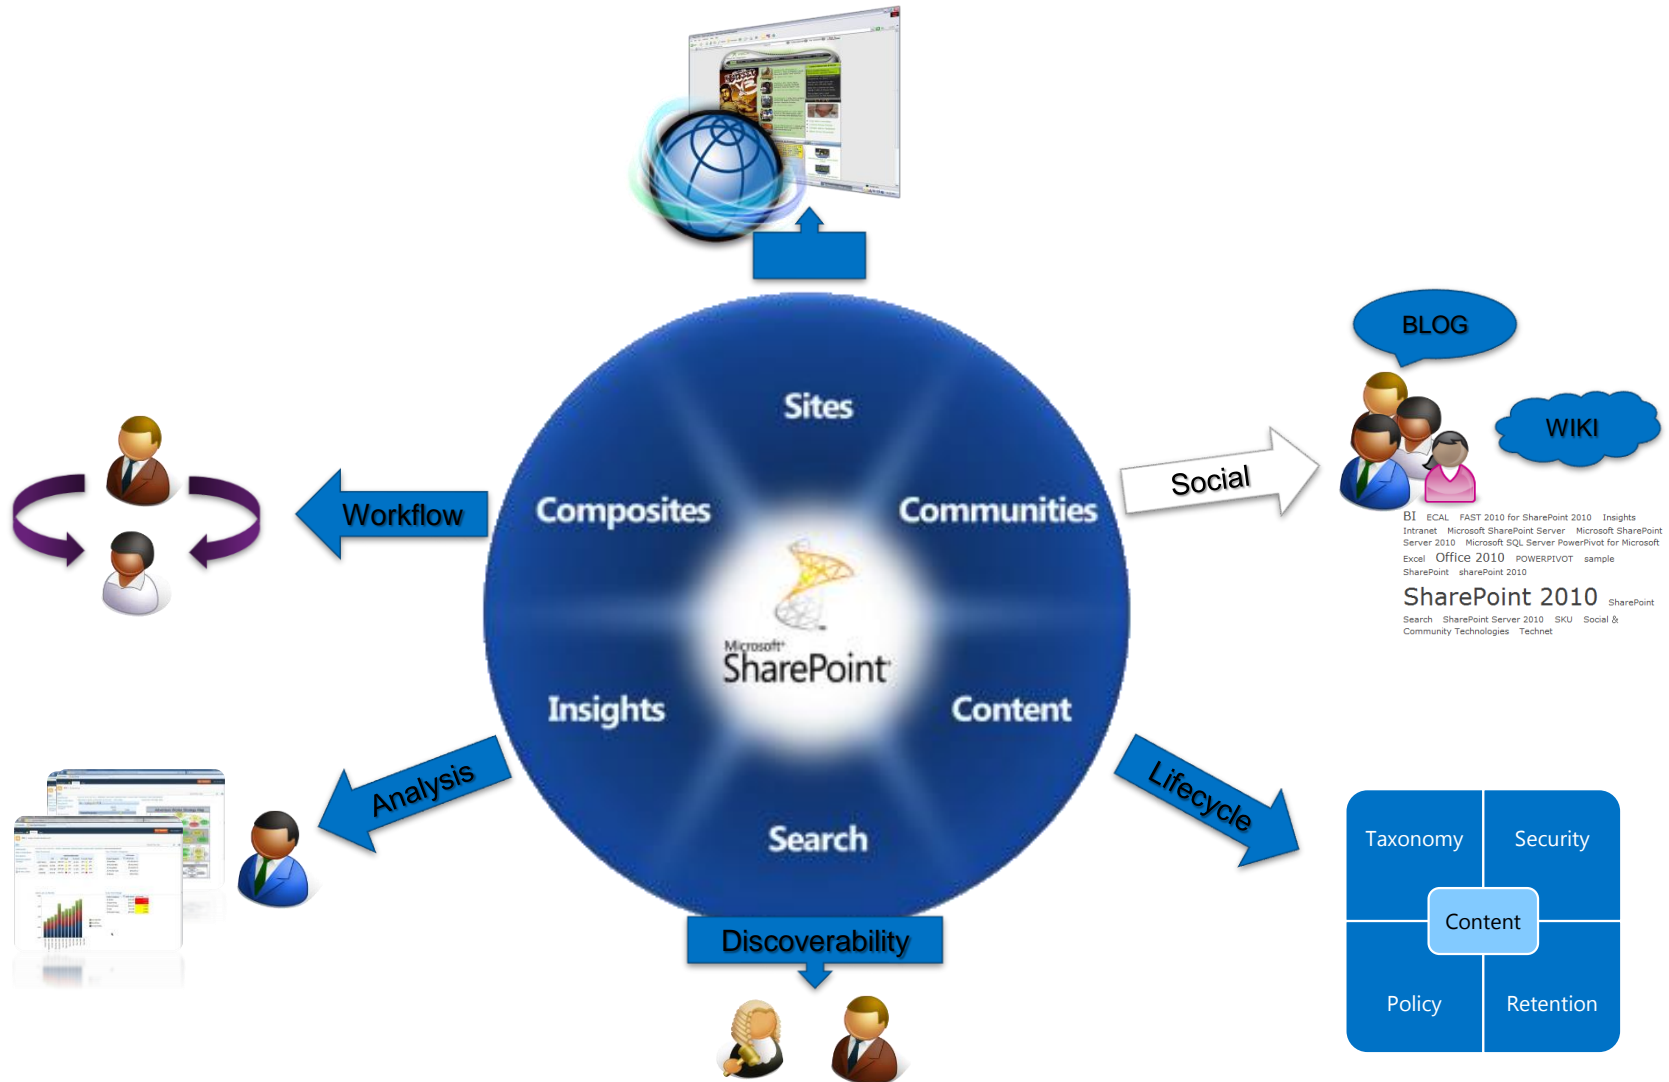 Sites
Composites
Communities
Microsoft®
SharePoint®
Insights
Content
Search
Workflow
Analysis
Discoverability
Social
BLOG
WIKI
BI ECAL FAST 2010 for SharePoint 2010 Insights
Intranet Microsoft SharePoint Server Microsoft SharePoint
Server 2010 Microsoft SQL Server PowerPivot for Microsoft
Excel Office 2010 POWERPIVOT sample
SharePoint sharePoint 2010
SharePoint 2010 SharePoint
Search SharePoint Server 2010 SKU Social &
Community Technologies Technet
Lifecycle
Taxonomy
Security
Content
Policy
Retention